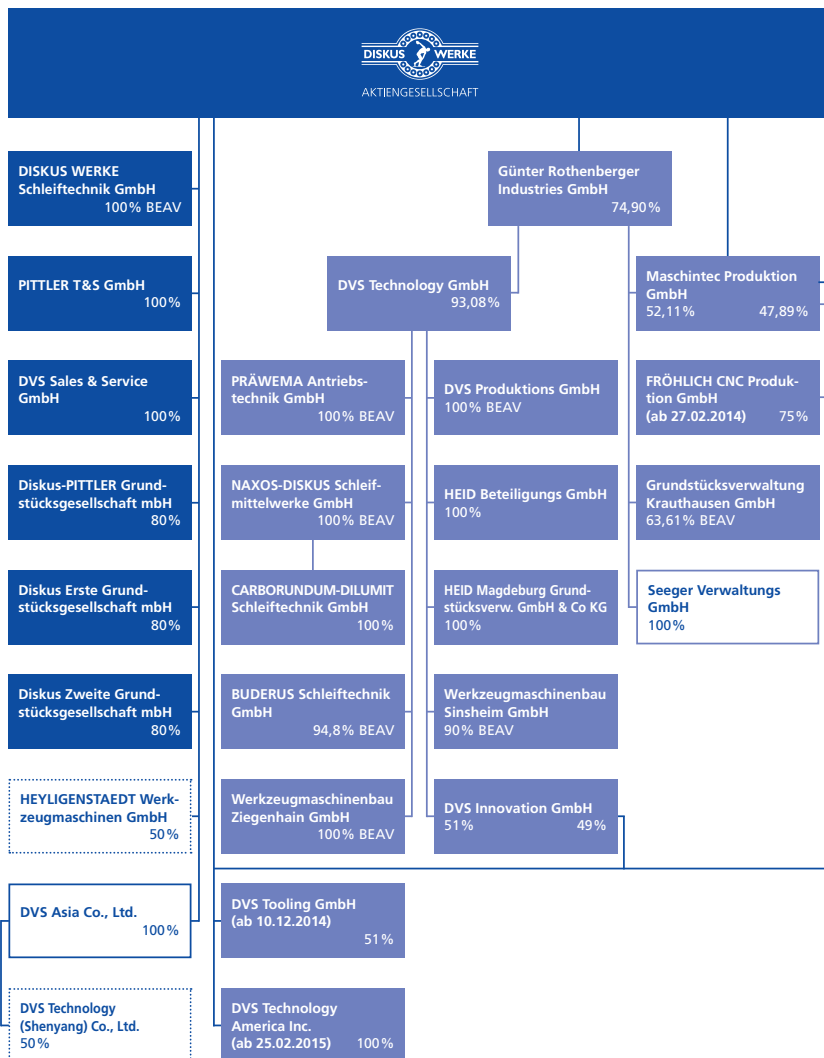 DISKUS WERKE
AKTIENGESELLSCHAFT
DISKUS WERKE
Schleiftechnik GmbH
100% BEAV
Günter Rothenberger
Industries GmbH
74,90%
PITTLER T&S GmbH
100%
DVS Technology GmbH
93,08%
Maschintec Produktion
GmbH
52,11% 47,89%
DVS Sales & Service
GmbH
100%
PRÄWEMA Antriebs-
technik GmbH
100% BEAV
DVS Produktions GmbH
100% BEAV
FRÖHLICH CNC Produk-
tion GmbH
(ab 27.02.2014) 75%
Diskus-PITTLER Grund-
stücksgesellschaft mbH
80%
NAXOS-DISKUS Schleif-
mittelwerke GmbH
100% BEAV
HEID Beteiligungs GmbH
100%
Grundstücksverwaltung
Krauthausen GmbH
63,61% BEAV
Diskus Erste Grund-
stücksgesellschaft mbH
80%
CARBORUNDUM-DILUMIT
Schleiftechnik GmbH
100%
HEID Magdeburg Grund-
stücksverw. GmbH & Co KG
100%
Seeger Verwaltungs
GmbH
100%
Diskus Zweite Grund-
stücksgesellschaft mbH
80%
BUDERUS Schleiftechnik
GmbH
94,8% BEAV
Werkzeugmaschinenbau
Sinsheim GmbH
90% BEAV
HEYLIGENSTAEDT Werk-
zeugmaschinen GmbH
50%
Werkzeugmaschinenbau
Ziegenhain GmbH
100% BEAV
DVS Innovation GmbH
51% 49%
DVS Asia Co., Ltd.
100%
DVS Tooling GmbH
(ab 10.12.2014)
51%
DVS Technology
(Shenyang) Co., Ltd.
50%
DVS Technology
America Inc.
(ab 25.02.2015) 100%